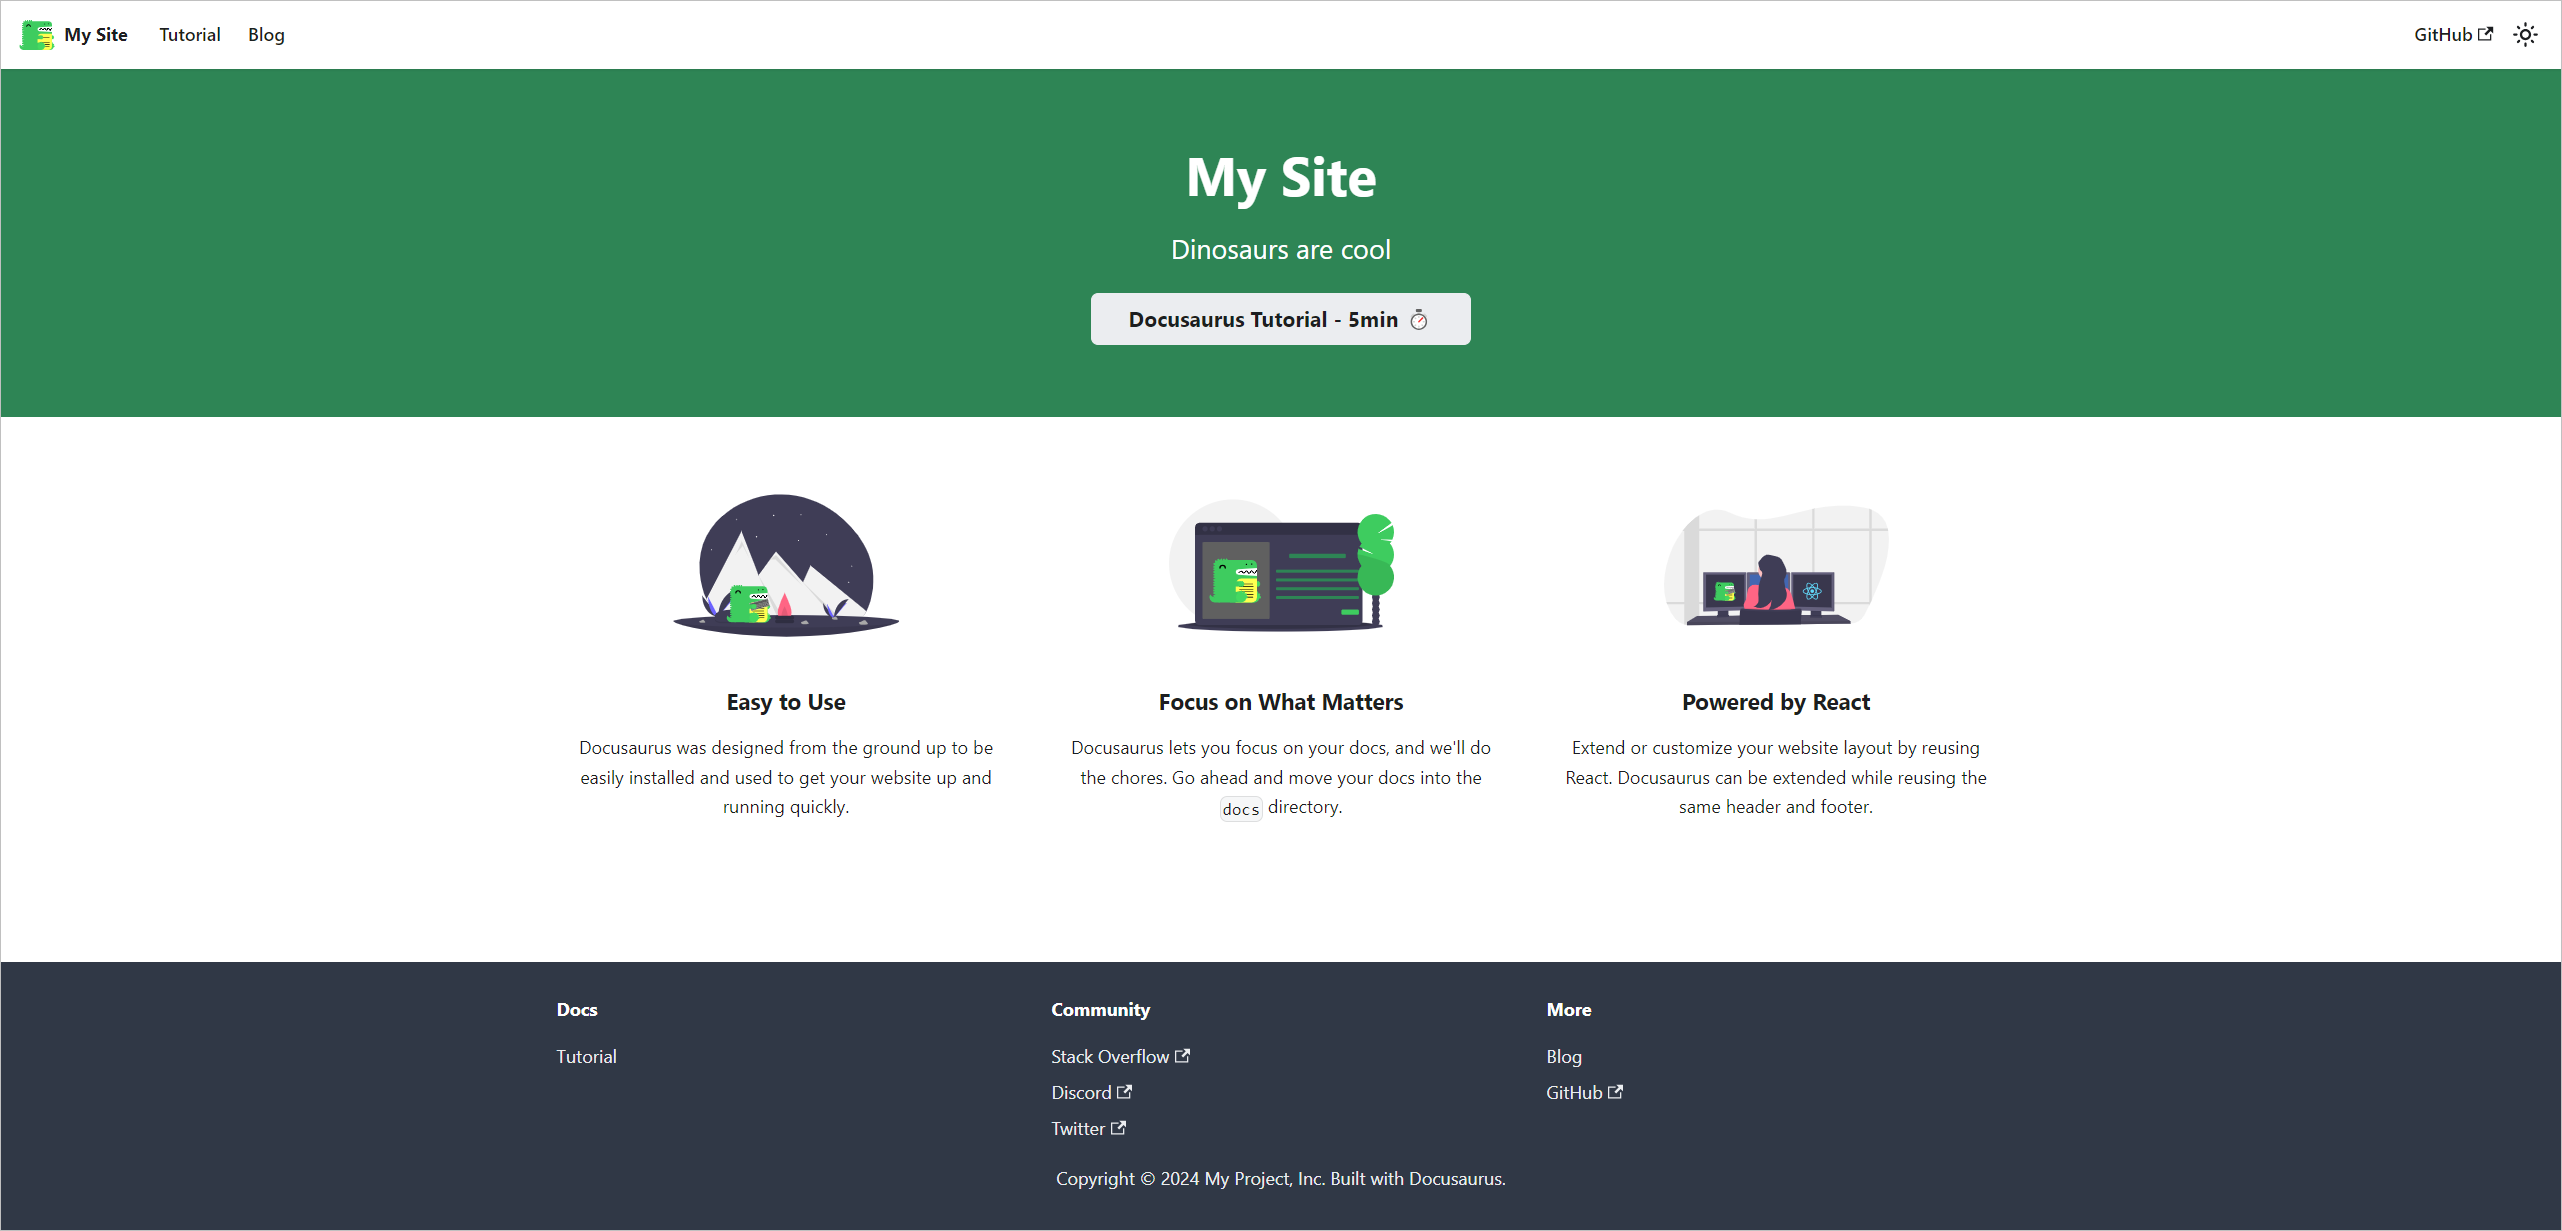 My Site Tutorial Blog GitHub
My Site
Dinosaurs are cool
Docusaurus Tutorial - 5min ⏱️
Easy to Use
Docusaurus was designed from the ground up to be
easily installed and used to get your website up and
running quickly.
Focus on What Matters
Docusaurus lets you focus on your docs, and we'll do
the chores. Go ahead and move your docs into the
docs directory.
Powered by React
Extend or customize your website layout by reusing
React. Docusaurus can be extended while reusing the
same header and footer.
Docs
Tutorial
Community
Stack Overflow
Discord
Twitter
More
Blog
GitHub
Copyright © 2024 My Project, Inc. Built with Docusaurus.